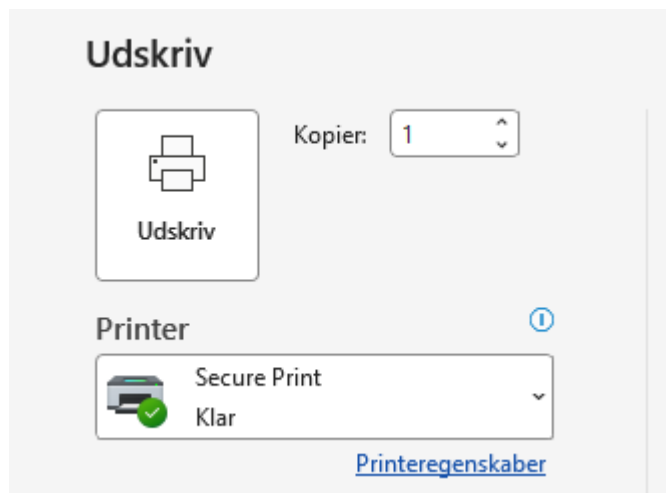 Udskriv
Kopier: 1
Udskriv
Printer
Secure Print
Klar
Printeregenskaber